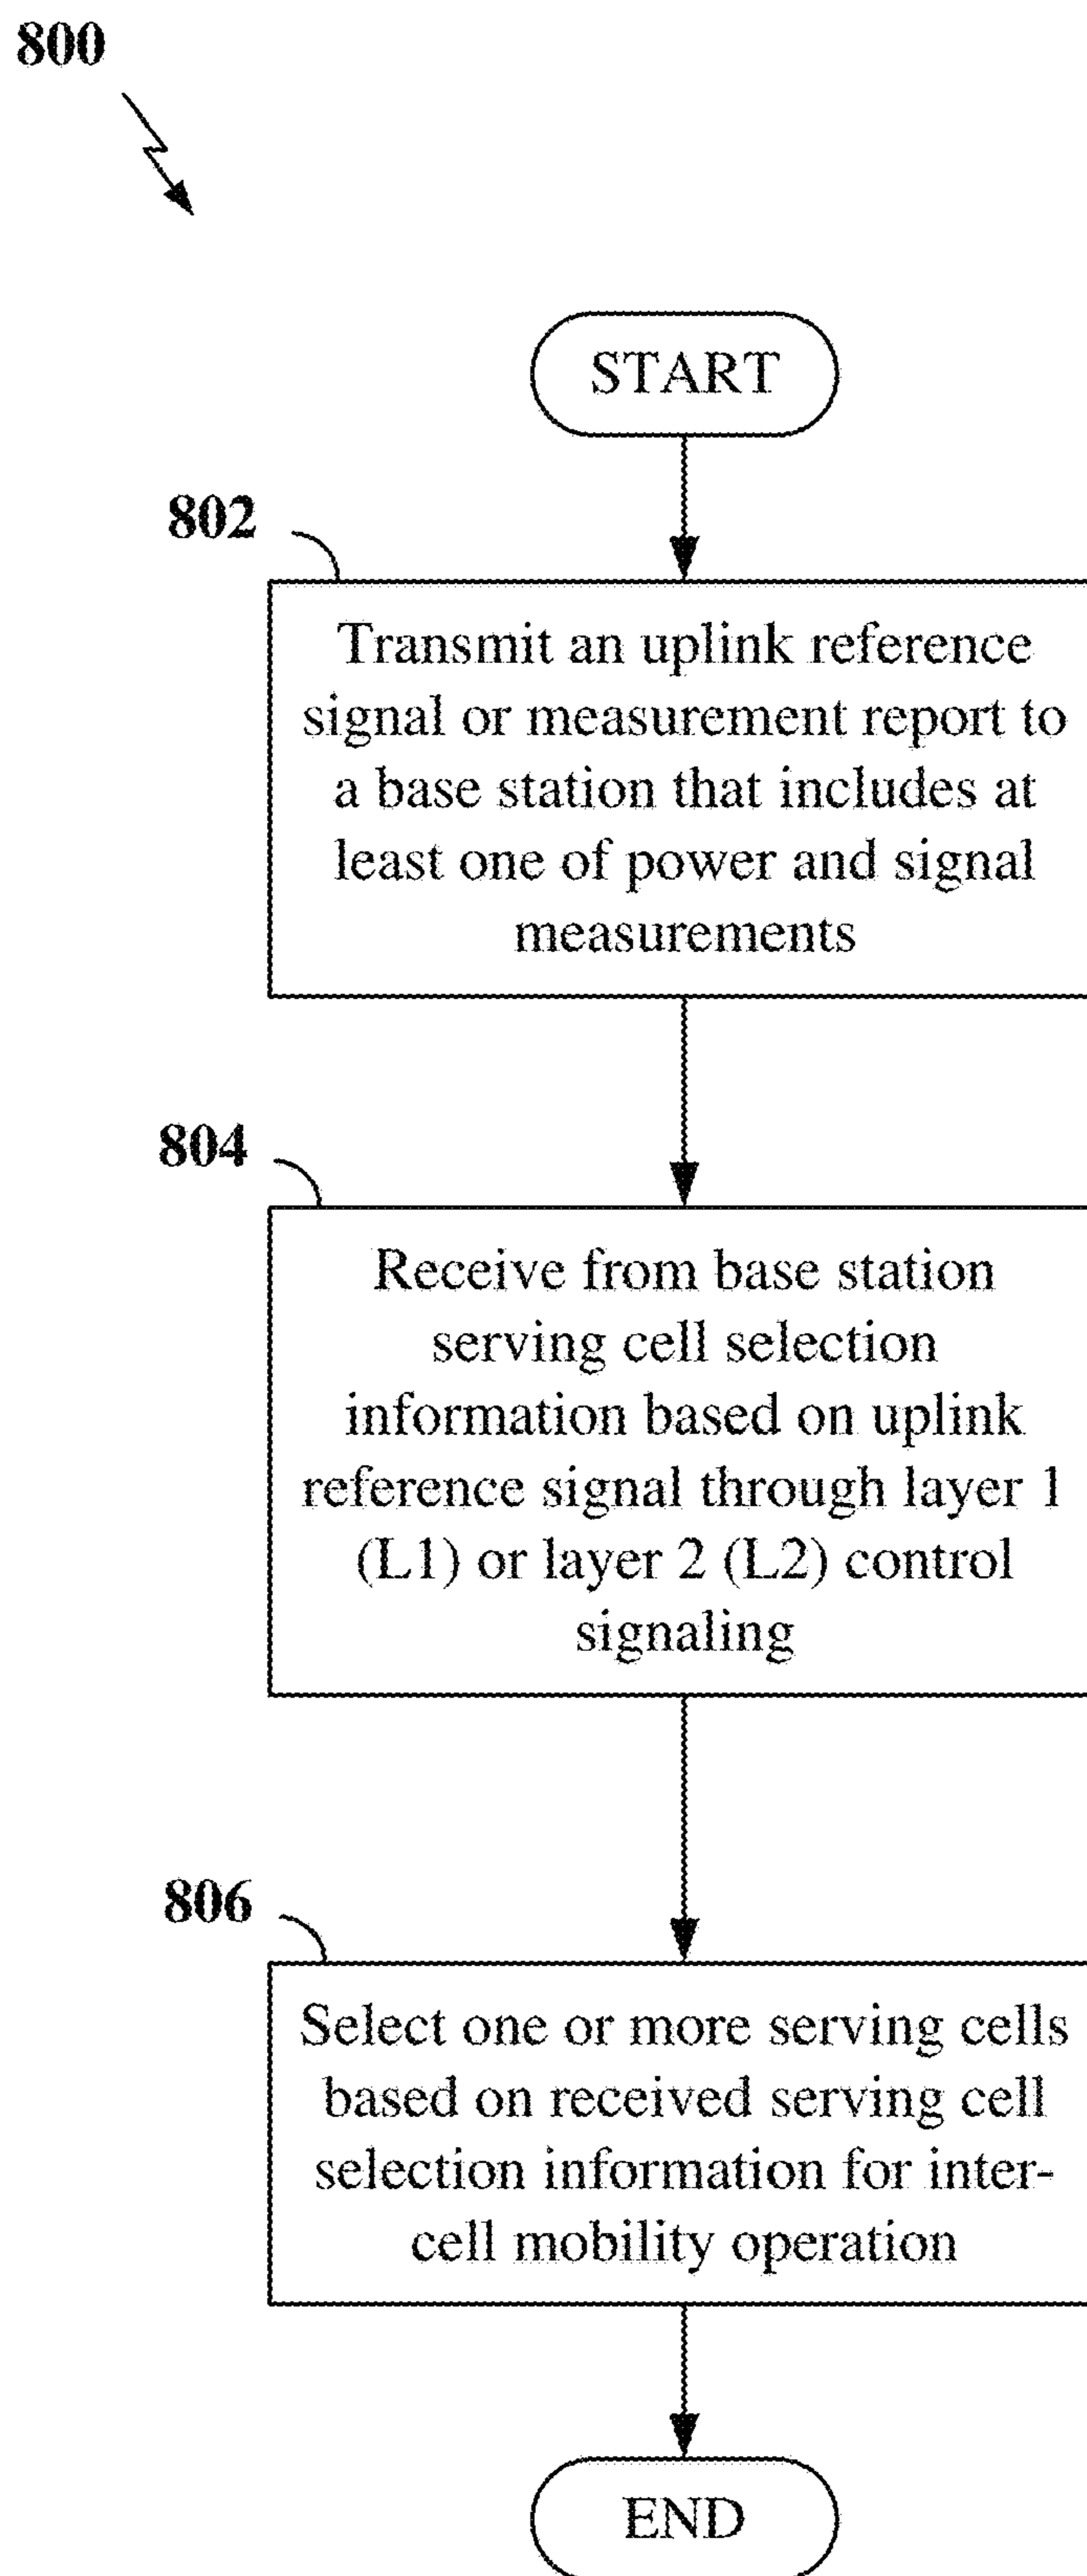 800
START
802
Transmit an uplink reference
signal or measurement report to
a base station that includes at
least one of power and signal
measurements
804
Receive from base station
serving cell selection
information based on uplink
reference signal through layer 1
(L1) or layer 2 (L2) control
signaling
806
Select one or more serving cells
based on received serving cell
selection information for inter-
cell mobility operation
END